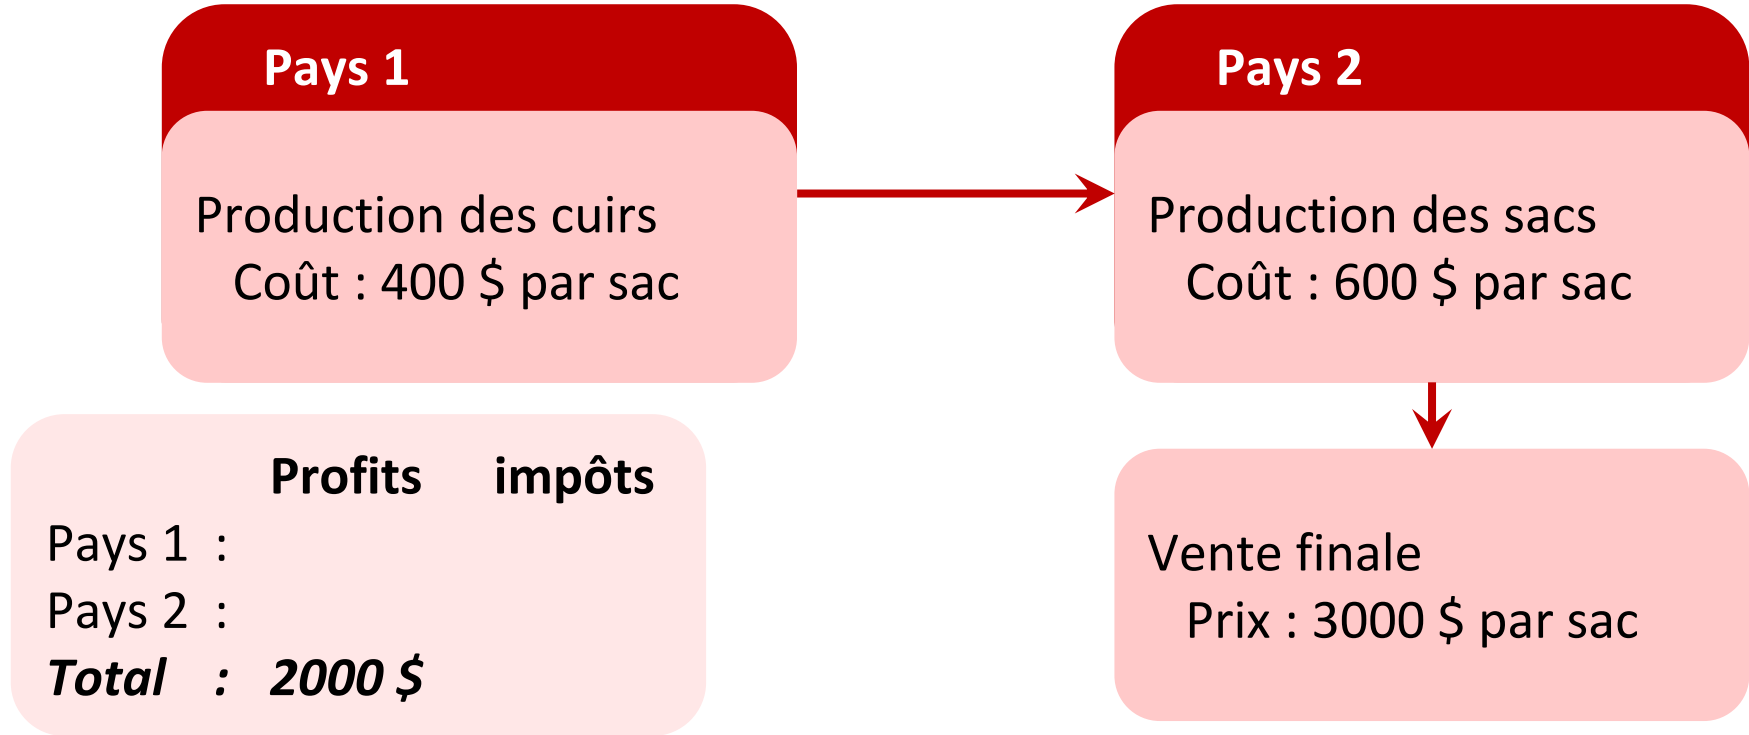 Pays 1
Production des cuirs
Coût : 400 $ par sac
Pays 2
Production des sacs
Coût : 600 $ par sac
Vente finale
Prix : 3000 $ par sac
Profits impôts
Pays 1 :
Pays 2 :
Total : 2000 $